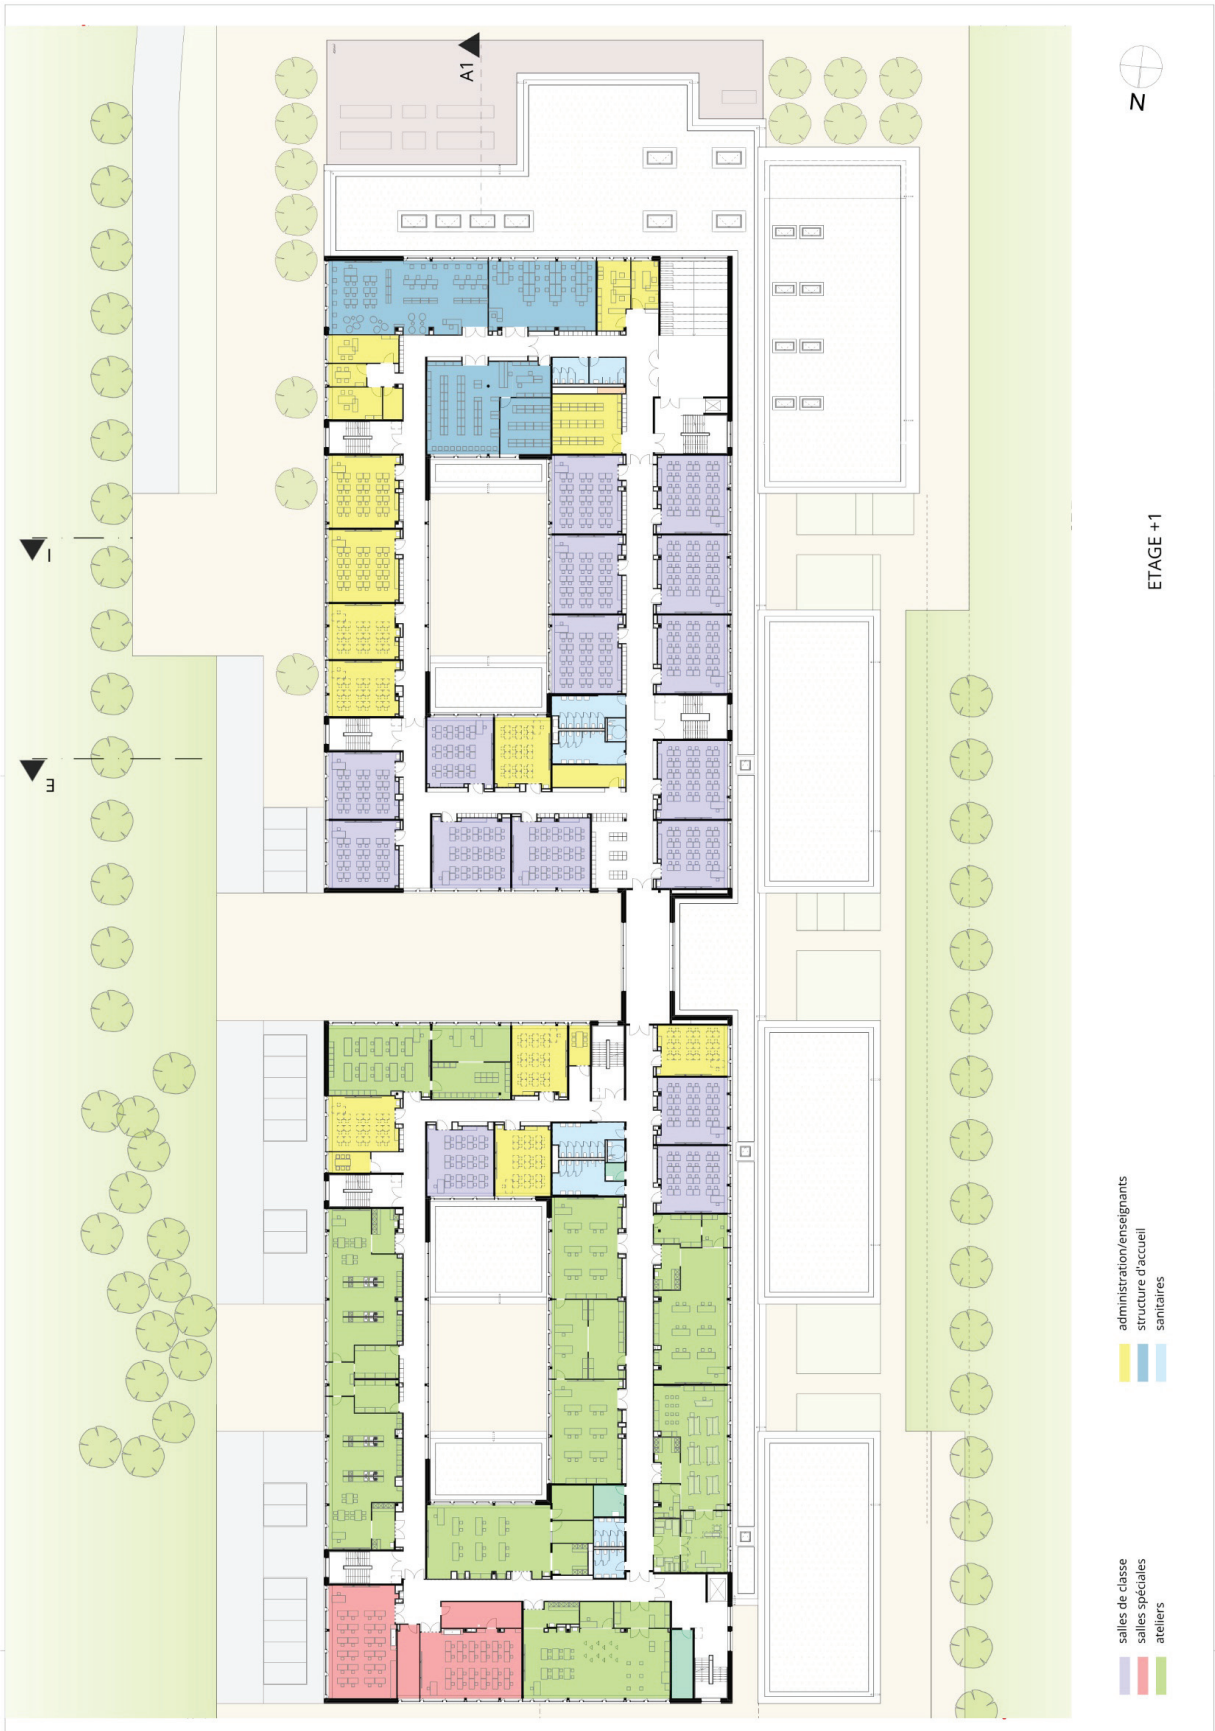 A1
N
I
E
ETAGE +1
salles de classe
salles spéciales
ateliers
administration/enseignants
structure d'accueil
sanitaires